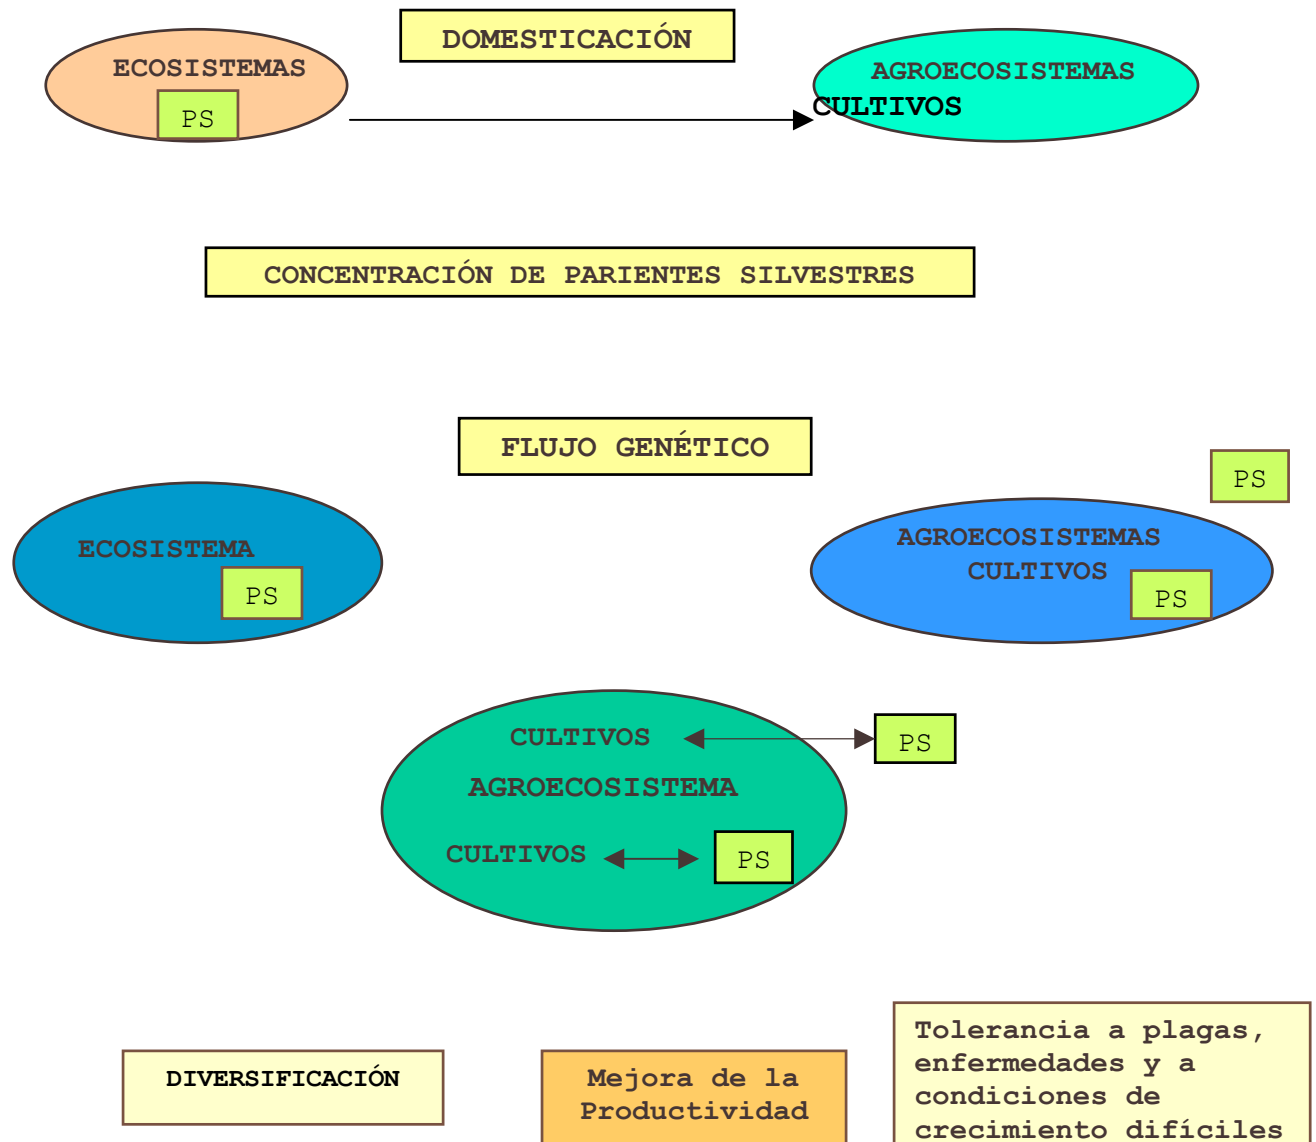 DOMESTICACIÓN
ECOSISTEMAS
PS
AGROECOSISTEMAS
CULTIVOS
CONCENTRACIÓN DE PARIENTES SILVESTRES
FLUJO GENÉTICO
PS
ECOSISTEMA
PS
AGROECOSISTEMAS
CULTIVOS
PS
CULTIVOS
PS
AGROECOSISTEMA
CULTIVOS
PS
DIVERSIFICACIÓN
Mejora de la
Productividad
Tolerancia a plagas,
enfermedades y a
condiciones de
crecimiento difíciles